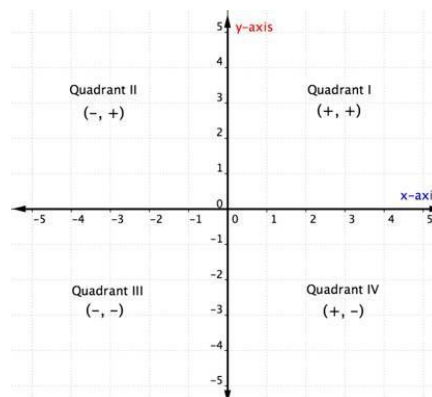 5
y-axis
4
Quadrant II
Quadrant I
3
(-, +)
(+, +)
2
1
x-axi
0
-5 -4 -3 -2 -1 0 1 2 3 4 5
-1
-2
Quadrant III
Quadrant IV
(-, -)
(+, -)
-3
-4
-5